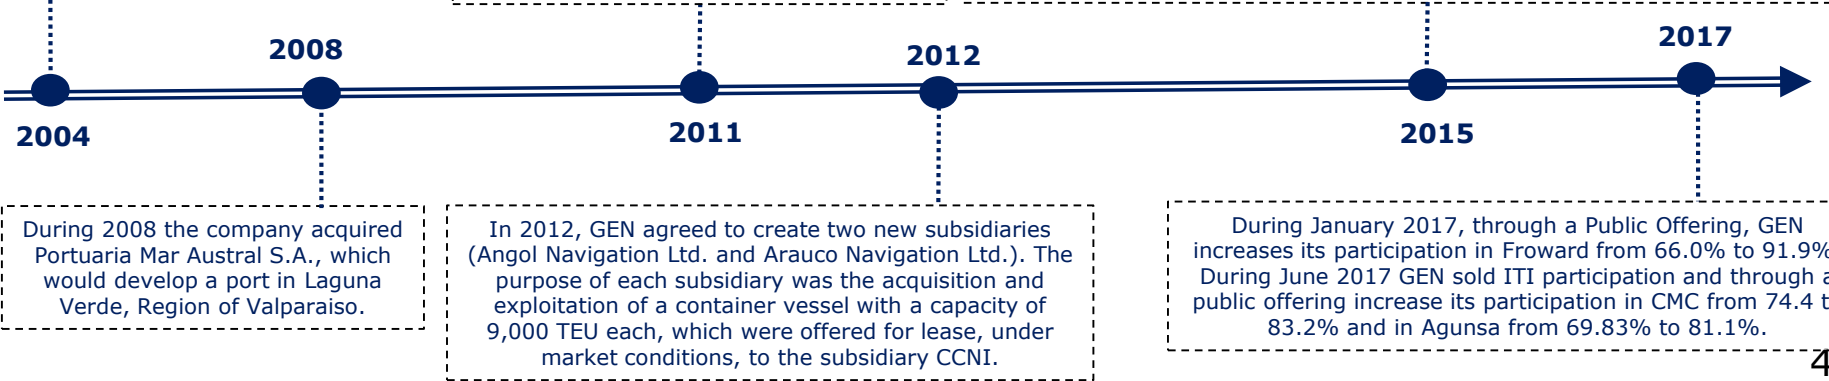 2008
2012
2017
2004
2011
2015
During 2008 the company acquired
Portuaria Mar Austral S.A., which
would develop a port in Laguna
Verde, Region of Valparaiso.
In 2012, GEN agreed to create two new subsidiaries
(Angol Navigation Ltd. and Arauco Navigation Ltd.). The
purpose of each subsidiary was the acquisition and
exploitation of a container vessel with a capacity of
9,000 TEU each, which were offered for lease, under
market conditions, to the subsidiary CCNI.
During January 2017, through a Public Offering, GEN
increases its participation in Froward from 66.0% to 91.9%
During June 2017 GEN sold ITI participation and through a
public offering increase its participation in CMC from 74.4 t
83.2% and in Agunsa from 69.83% to 81.1%.
4